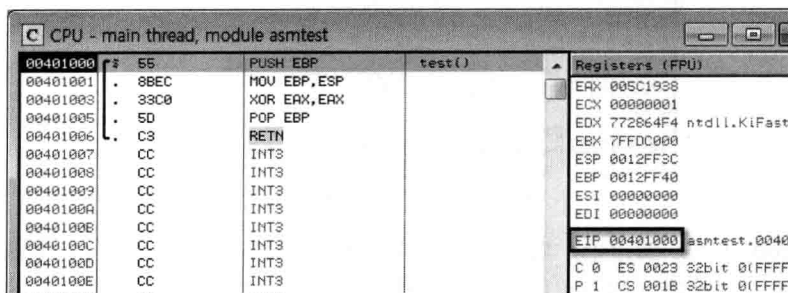 C CPU - main thread, module asmtest
00401000 $ 55 PUSH EBP test()
00401001 . 8BEC MOV EBP,ESP
00401003 . 33C0 XOR EAX,EAX
00401005 . 5D POP EBP
00401006 . C3 RETN
00401007 CC INT3
00401008 CC INT3
00401009 CC INT3
0040100A CC INT3
0040100B CC INT3
0040100C CC INT3
0040100D CC INT3
0040100E CC INT3
Registers (FPU)
EAX 005C1938
ECX 00000001
EDX 772864F4 ntdll.KiFast
EBX 7FFDC000
ESP 0012FF3C
EBP 0012FF40
ESI 00000000
EDI 00000000
EIP 00401000 asmtest.0040
C 0 ES 0023 32bit 0(FFFF
P 1 CS 001B 32bit 0(FFFF